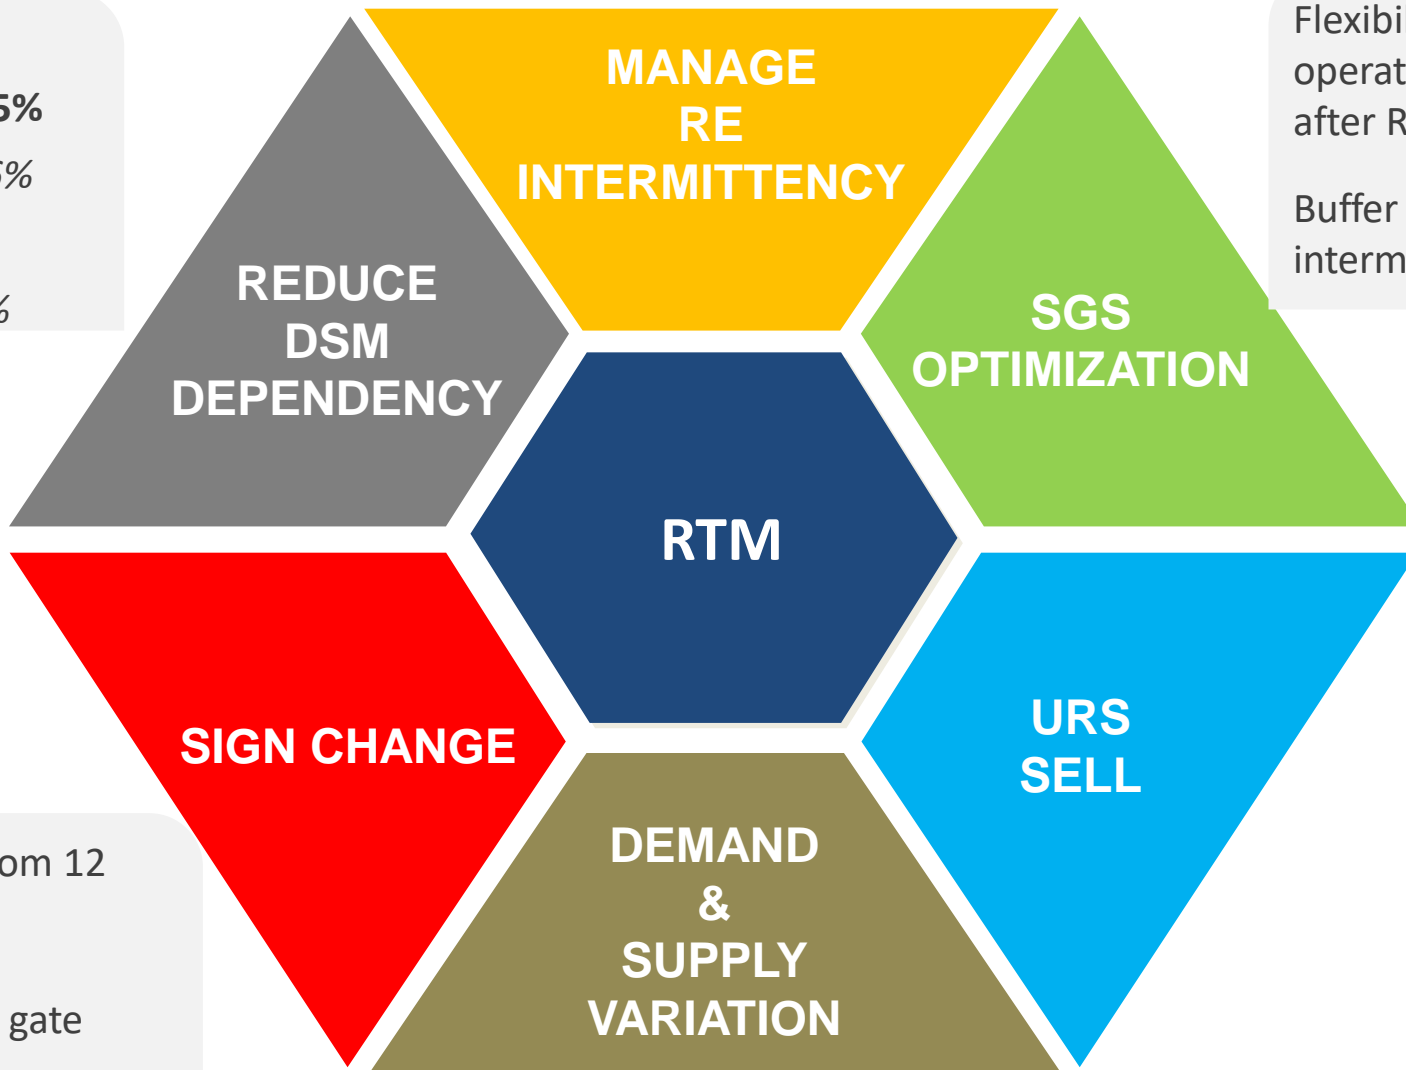 5%
%
%
MANAGE
RE
INTERMITTENCY
Flexibi
operat
after R
Buffer
interm
REDUCE
DSM
DEPENDENCY
SGS
OPTIMIZATION
RTM
SIGN CHANGE
URS
SELL
om 12
gate
DEMAND
&
SUPPLY
VARIATION